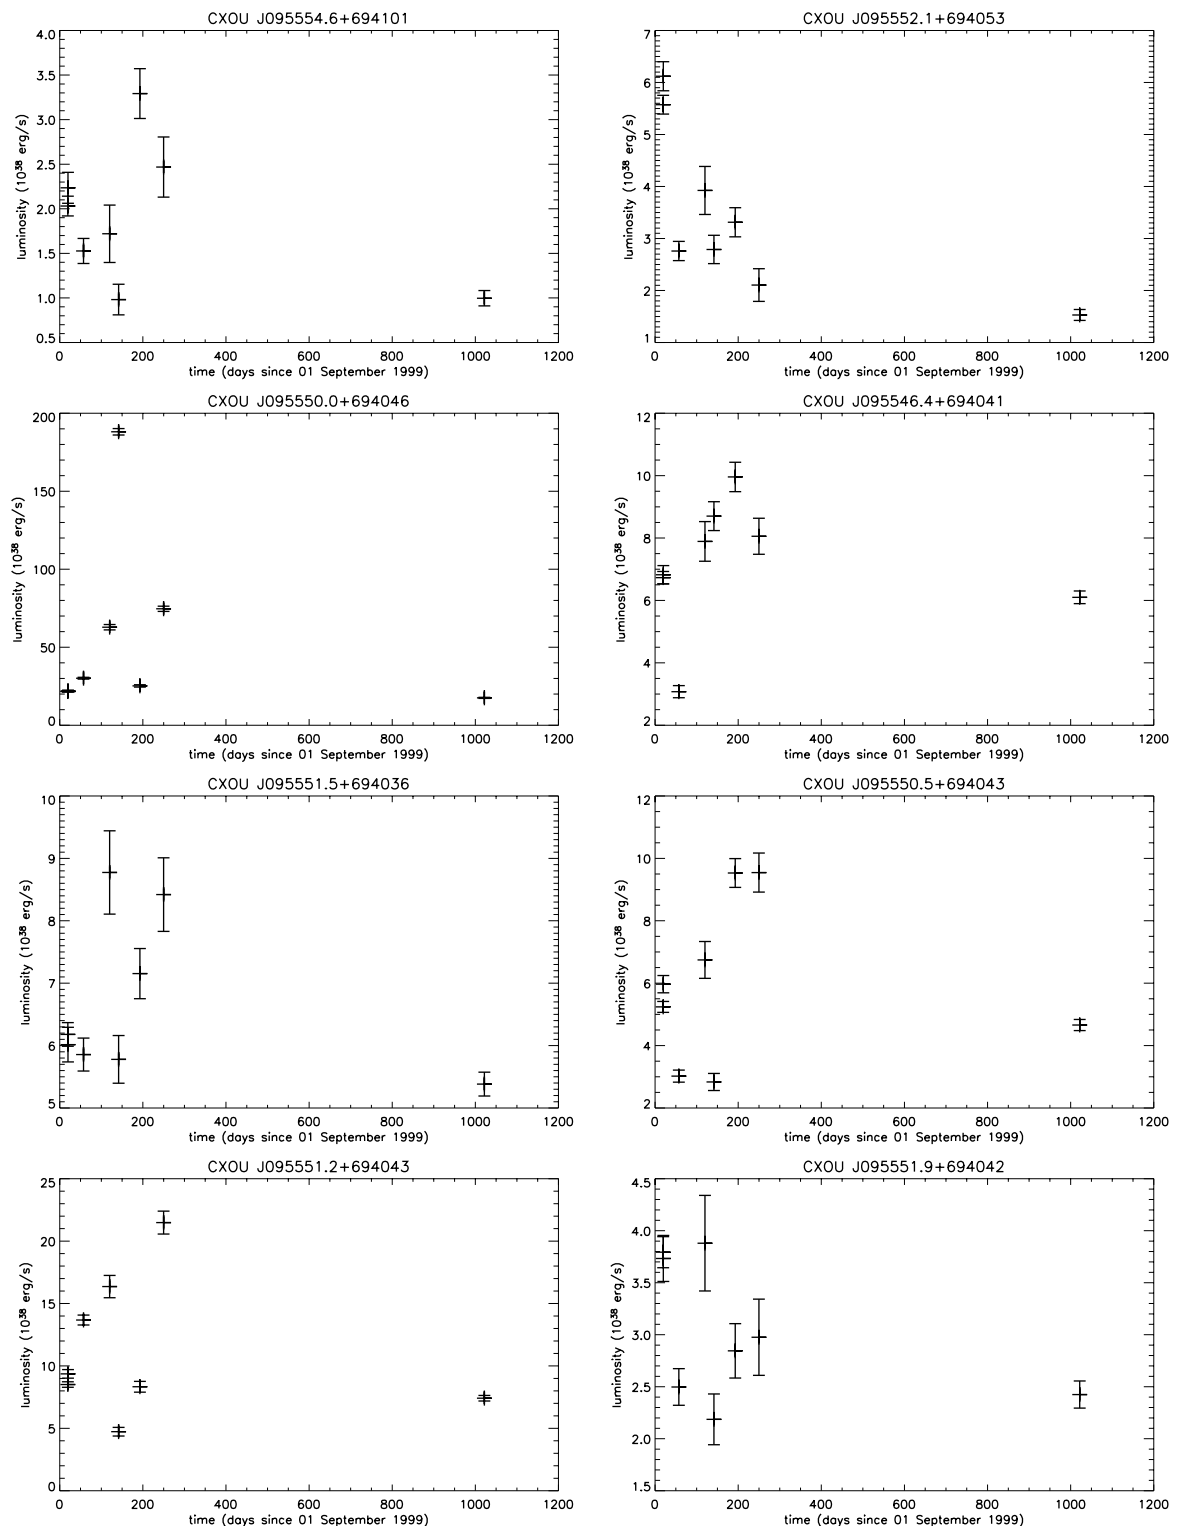 CXOU J095554.6+694101
luminosity (10³⁸ erg/s)
4.0
3.5
3.0
2.5
2.0
1.5
1.0
0.5
0 200 400 600 800 1000 1200
time (days since 01 September 1999)
CXOU J095552.1+694053
luminosity (10³⁸ erg/s)
7
6
5
4
3
2
1
0 200 400 600 800 1000 1200
time (days since 01 September 1999)
CXOU J095550.0+694046
luminosity (10³⁸ erg/s)
200
150
100
50
0
0 200 400 600 800 1000 1200
time (days since 01 September 1999)
CXOU J095546.4+694041
luminosity (10³⁸ erg/s)
12
10
8
6
4
2
0 200 400 600 800 1000 1200
time (days since 01 September 1999)
CXOU J095551.5+694036
luminosity (10³⁸ erg/s)
10
9
8
7
6
5
0 200 400 600 800 1000 1200
time (days since 01 September 1999)
CXOU J095550.5+694043
luminosity (10³⁸ erg/s)
12
10
8
6
4
2
0 200 400 600 800 1000 1200
time (days since 01 September 1999)
CXOU J095551.2+694043
luminosity (10³⁸ erg/s)
25
20
15
10
5
0
0 200 400 600 800 1000 1200
time (days since 01 September 1999)
CXOU J095551.9+694042
luminosity (10³⁸ erg/s)
4.5
4.0
3.5
3.0
2.5
2.0
1.5
0 200 400 600 800 1000 1200
time (days since 01 September 1999)